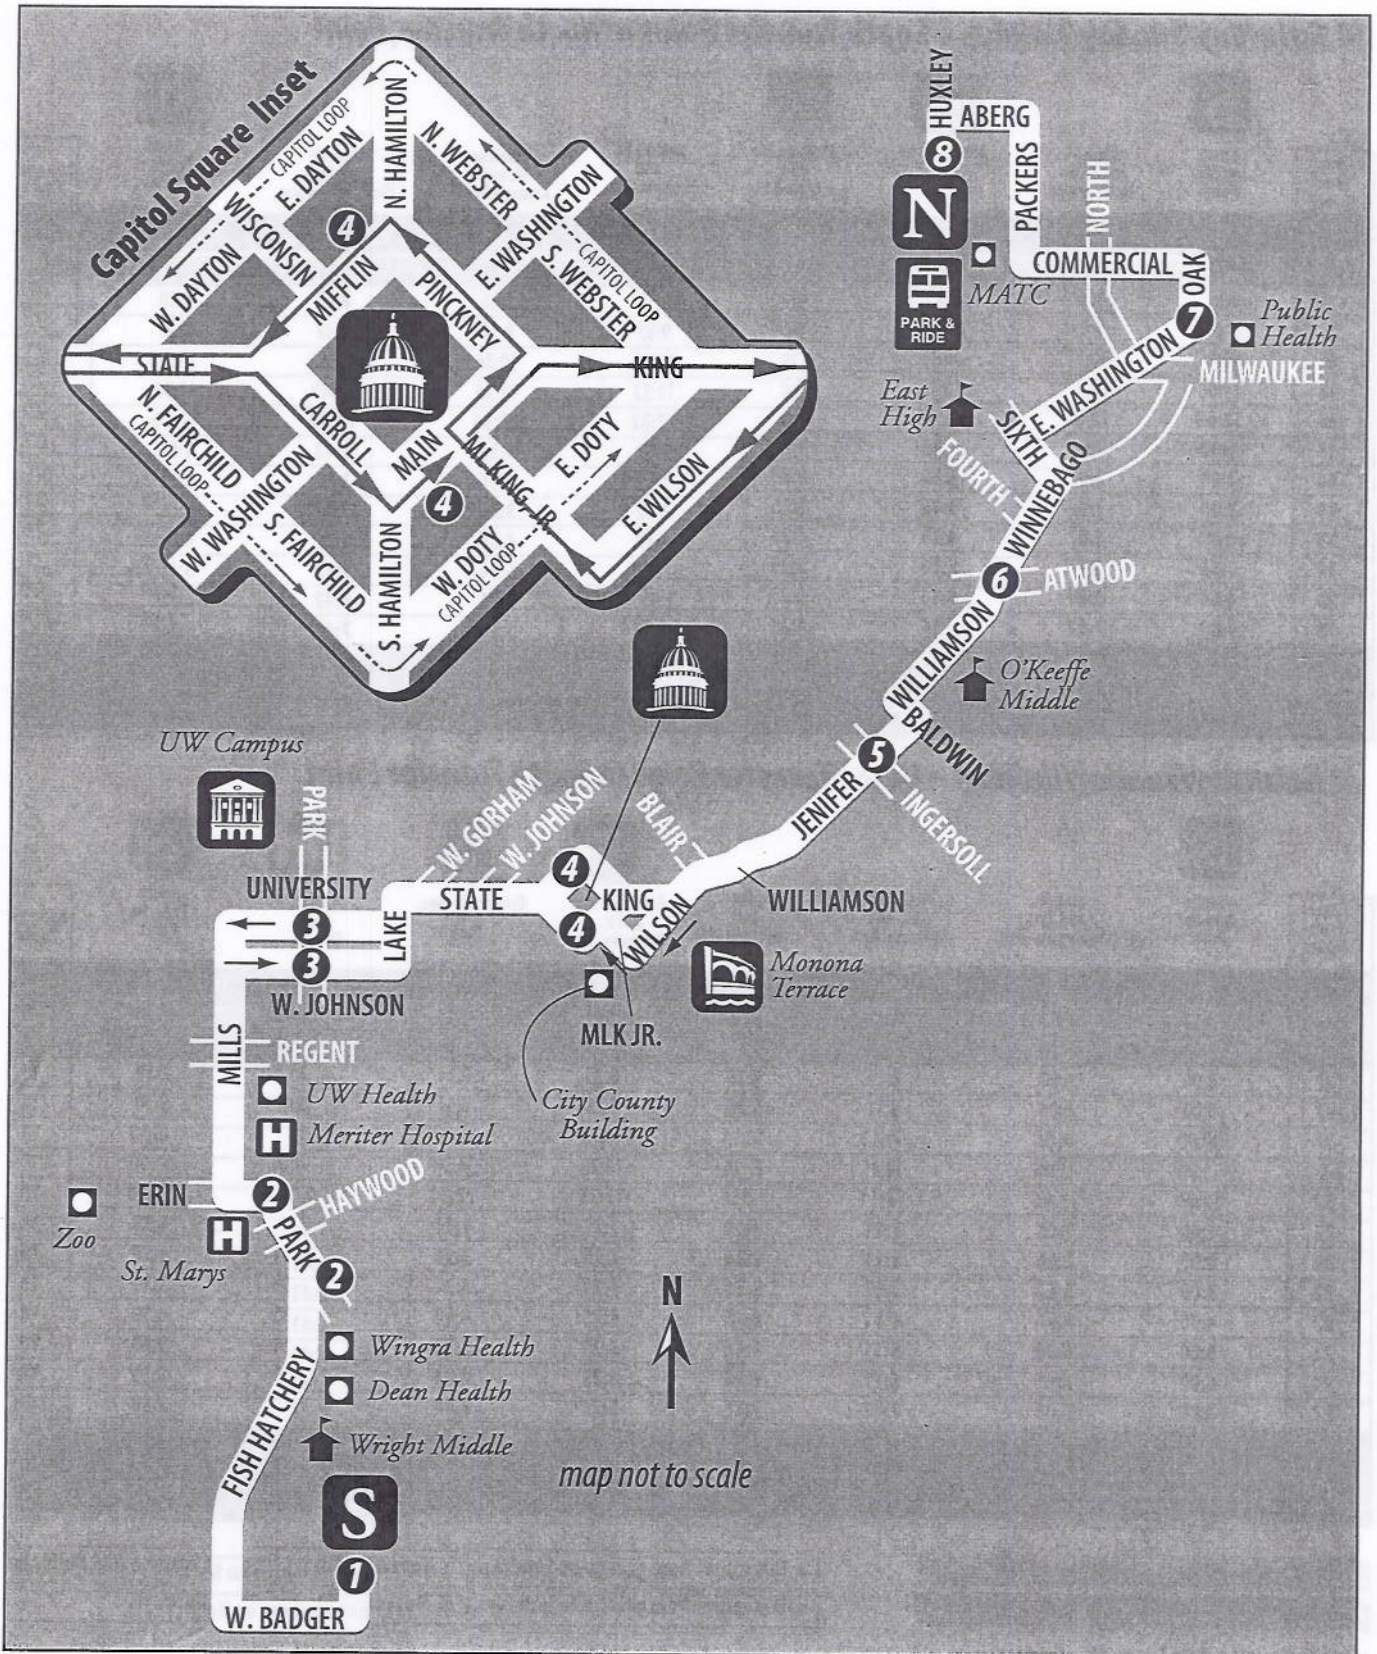 Capitol Square Inset
CAPITOL LOOP
E. DAYTON
N. HAMILTON
N. WEBSTER
WISCONSIN
4
E. WASHINGTON
W. DAYTON
MIFFLIN
PINCKNEY
CAPITOL LOOP
S. WEBSTER
STATE
KING
N. FAIRCHILD
CAPITOL LOOP
CARROLL
MAIN
ML KING, JR.
E. DOTY
E. WILSON
4
W. WASHINGTON
S. FAIRCHILD
S. HAMILTON
W. DOTY
CAPITOL LOOP
HUXLEY
ABERG
8
PACKERS
NORTH
N
PARK &
RIDE
MATC
COMMERCIAL
OAK
7
Public
Health
E. WASHINGTON
MILWAUKEE
East
High
SIXTH
FOURTH
WINNEBAGO
6
ATWOOD
WILLIAMSON
O'Keeffe
Middle
BALDWIN
5
JENIFER
INGERSOLL
UW Campus
PARK
W. GORHAM
W. JOHNSON
BLAIR
4
UNIVERSITY
STATE
KING
WILLIAMSON
3
LAKE
4
WILSON
3
W. JOHNSON
Monona
Terrace
MLK JR.
MILLS
REGENT
UW Health
City County
Building
H
Meriter Hospital
ERIN
2
HAYWOOD
Zoo
H
St. Marys
PARK
2
N
Wingra Health
Dean Health
FISH HATCHERY
Wright Middle
map not to scale
S
1
W. BADGER